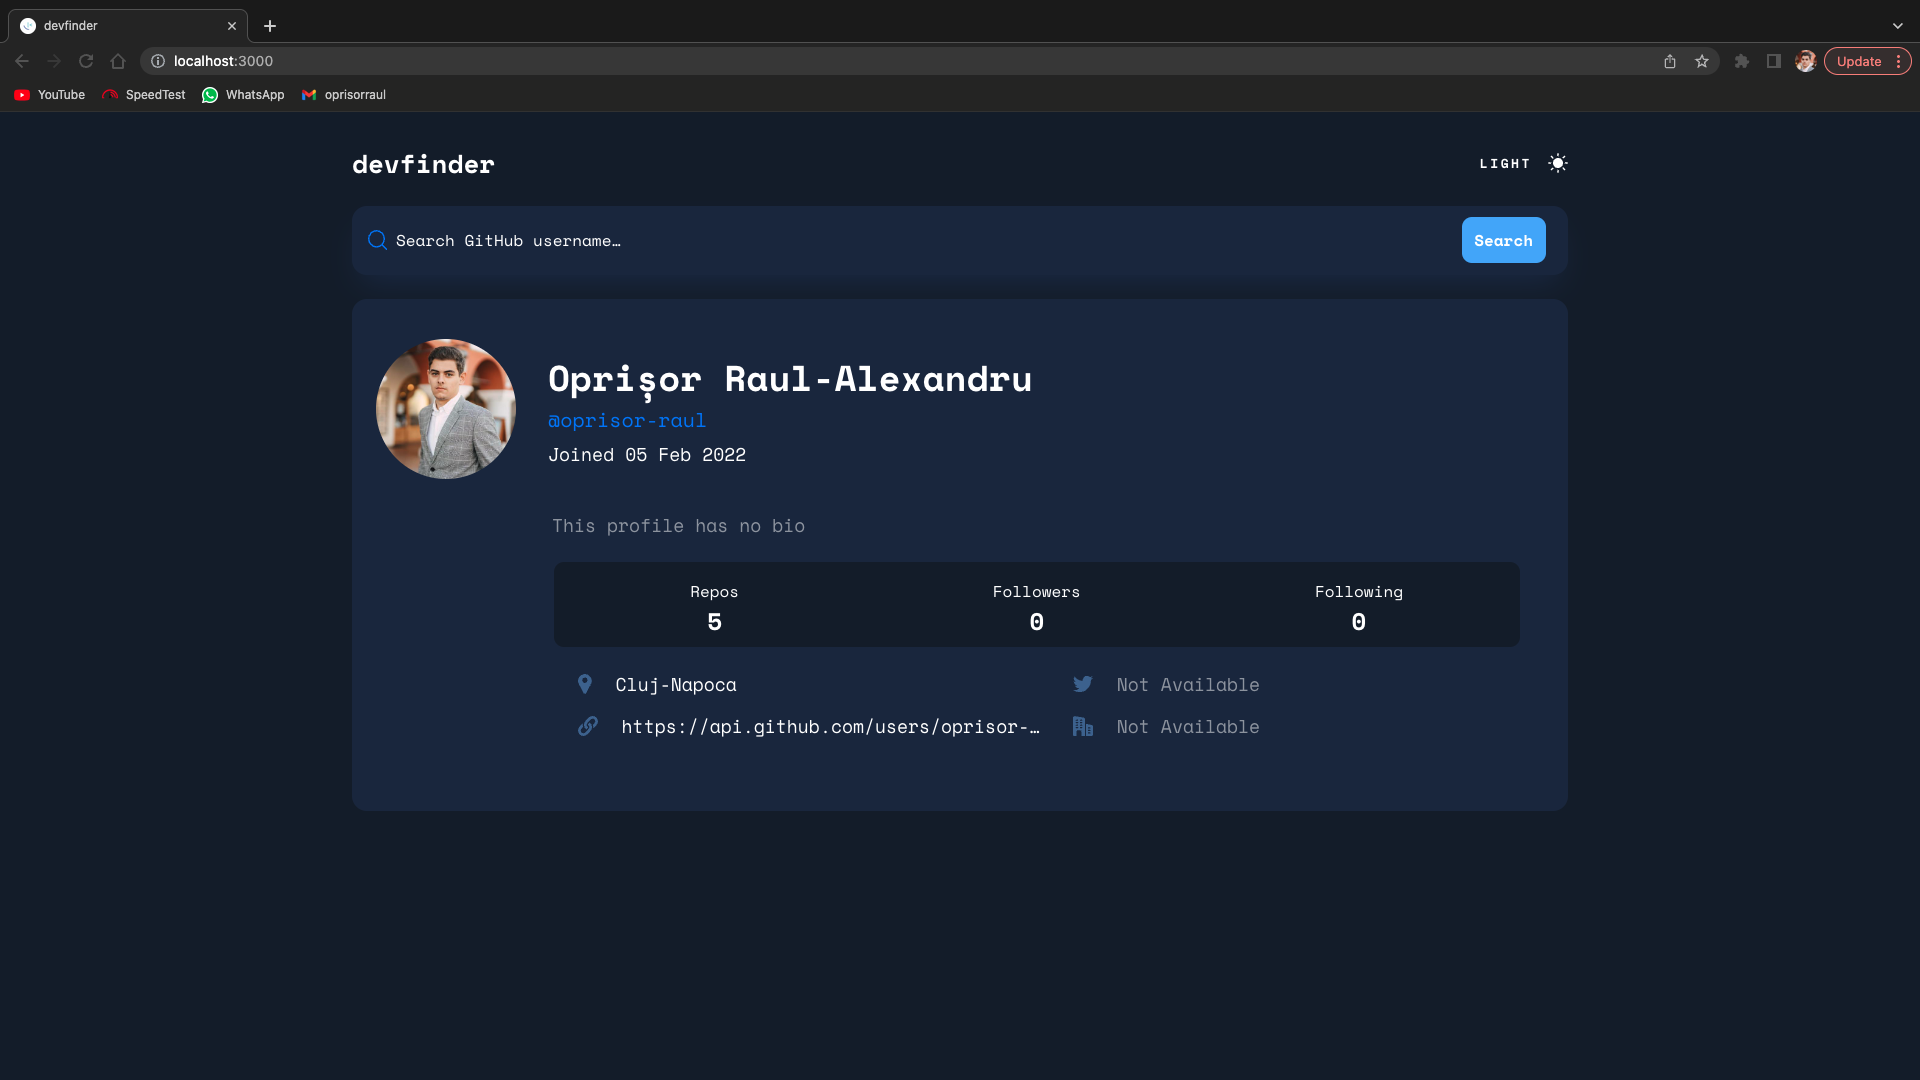 devfinder
localhost:3000
Update
YouTube
SpeedTest
WhatsApp
oprisorraul
devfinder
LIGHT
Search GitHub username…
Search
Oprișor Raul-Alexandru
@oprisor-raul
Joined 05 Feb 2022
This profile has no bio
Repos
Followers
Following
5
0
0
Cluj-Napoca
Not Available
https://api.github.com/users/oprisor-…
Not Available